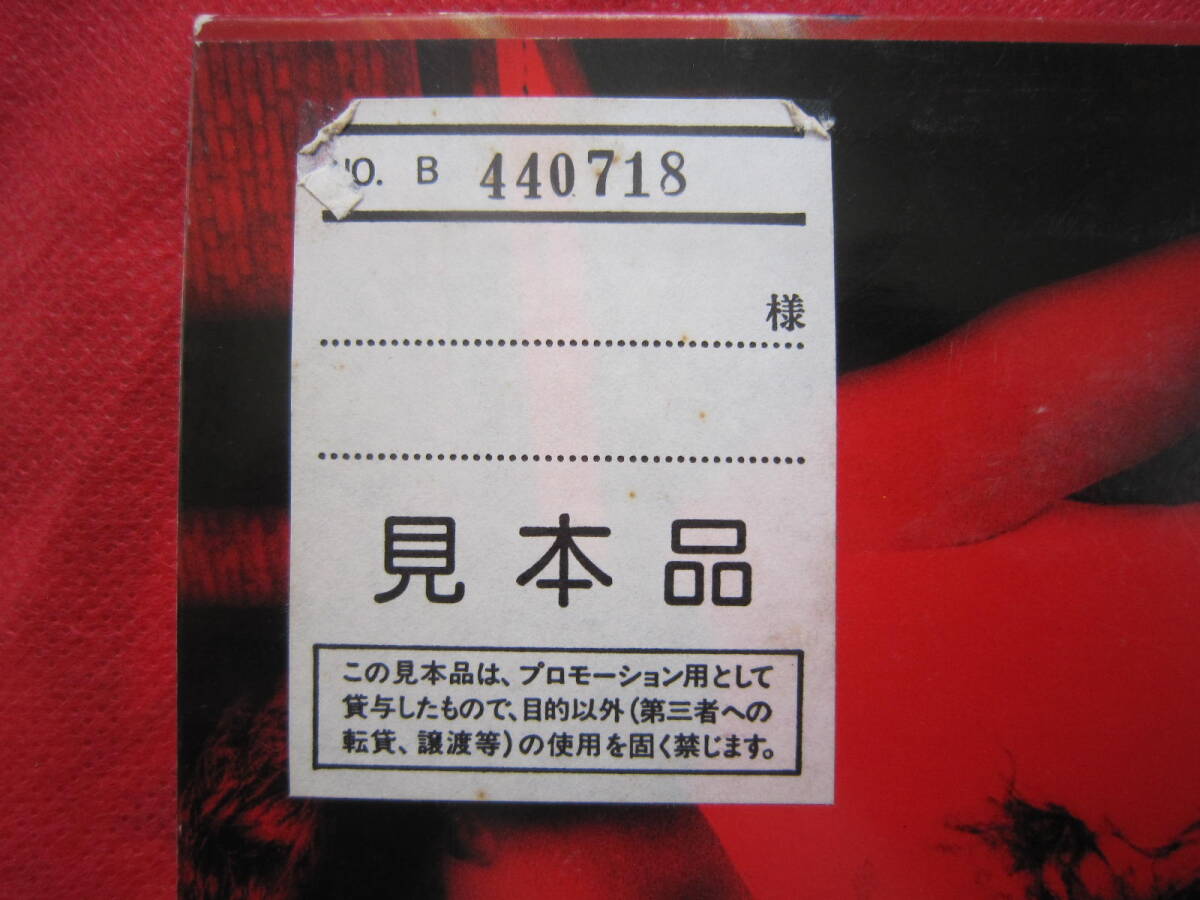 NO. B 440718
様
見本品
この見本品は、プロモーション用として
貸与したもので、目的以外(第三者への
転貸、譲渡等)の使用を固く禁じます。